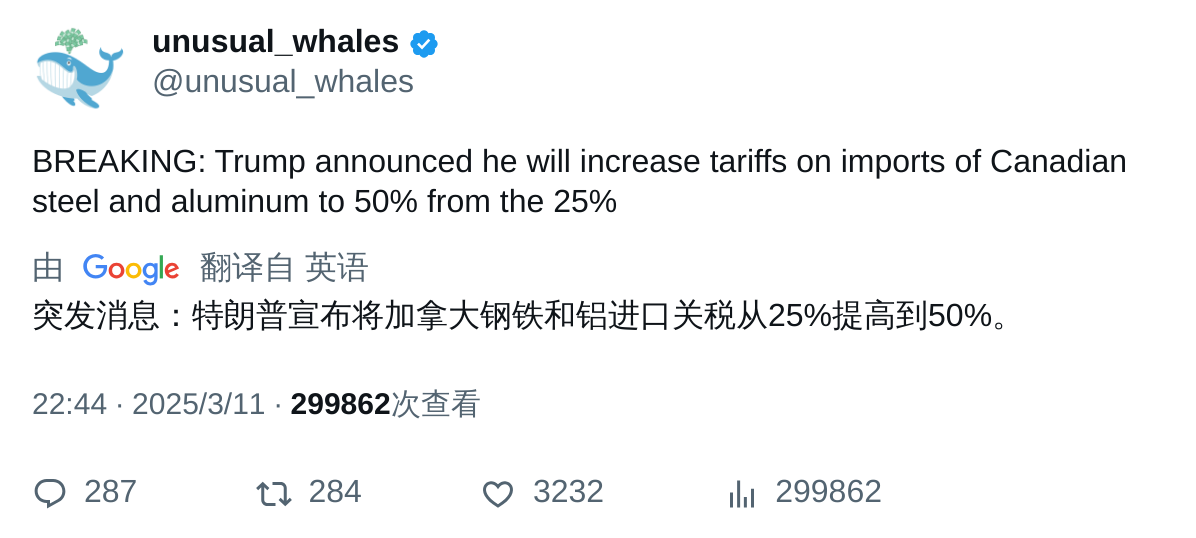 unusual_whales
@unusual_whales
BREAKING: Trump announced he will increase tariffs on imports of Canadian
steel and aluminum to 50% from the 25%
由 Google 翻译自 英语
突发消息：特朗普宣布将加拿大钢铁和铝进口关税从25%提高到50%。
22:44 · 2025/3/11 · 299862次查看
287 284 3232 299862